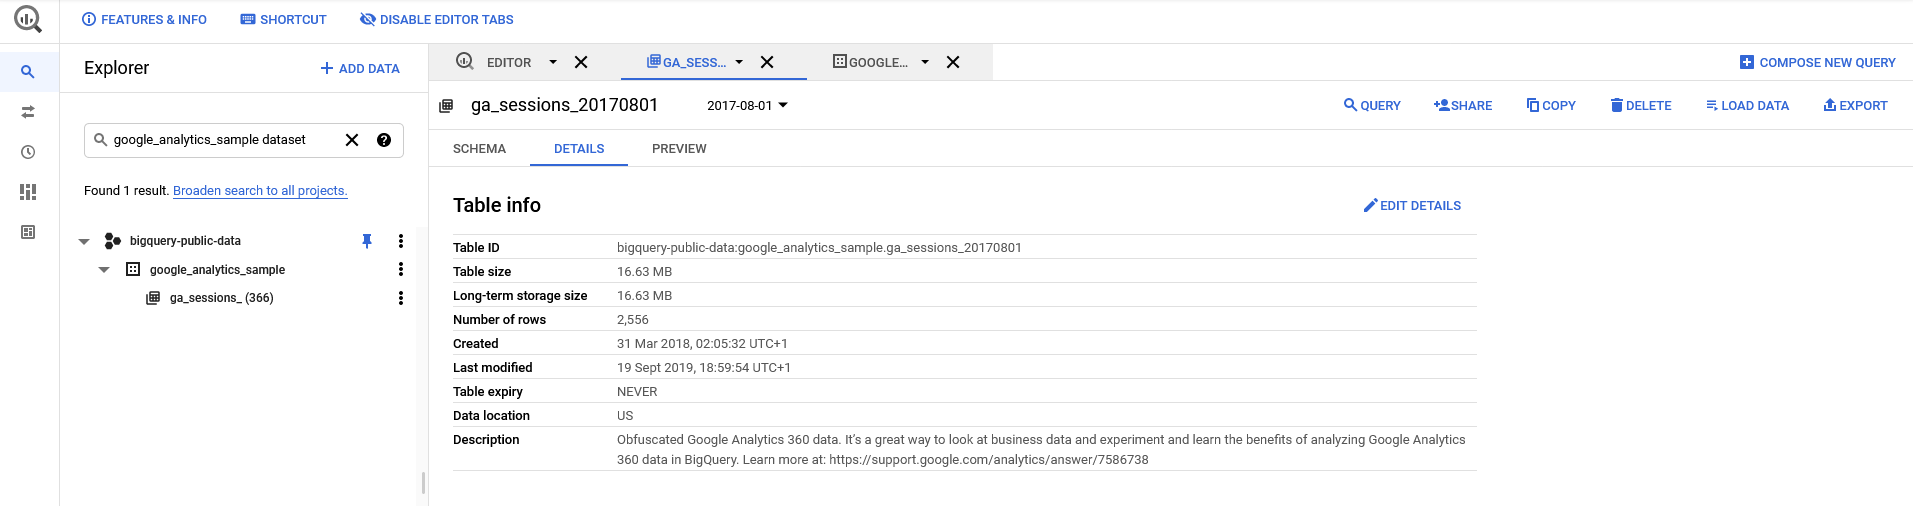 FEATURES & INFO SHORTCUT DISABLE EDITOR TABS
Explorer + ADD DATA
EDITOR GA_SESS... GOOGLE... COMPOSE NEW QUERY
ga_sessions_20170801 2017-08-01 QUERY SHARE COPY DELETE LOAD DATA EXPORT
google_analytics_sample dataset
SCHEMA DETAILS PREVIEW
Found 1 result. Broaden search to all projects.
bigquery-public-data
google_analytics_sample
ga_sessions_ (366)
Table info EDIT DETAILS
Table ID bigquery-public-data:google_analytics_sample.ga_sessions_20170801
Table size 16.63 MB
Long-term storage size 16.63 MB
Number of rows 2,556
Created 31 Mar 2018, 02:05:32 UTC+1
Last modified 19 Sept 2019, 18:59:54 UTC+1
Table expiry NEVER
Data location US
Description Obfuscated Google Analytics 360 data. It's a great way to look at business data and experiment and learn the benefits of analyzing Google Analytics
360 data in BigQuery. Learn more at: https://support.google.com/analytics/answer/7586738